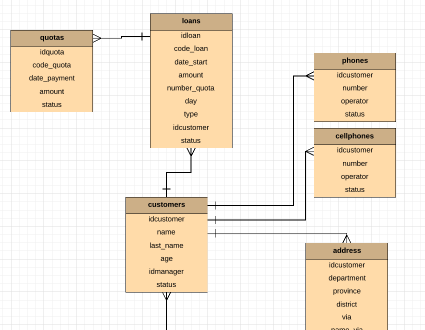 quotas
idquota
code_quota
date_payment
amount
status
loans
idloan
code_loan
date_start
amount
number_quota
day
type
idcustomer
status
phones
idcustomer
number
operator
status
cellphones
idcustomer
number
operator
status
customers
idcustomer
name
last_name
age
idmanager
status
address
idcustomer
department
province
district
via
name_via